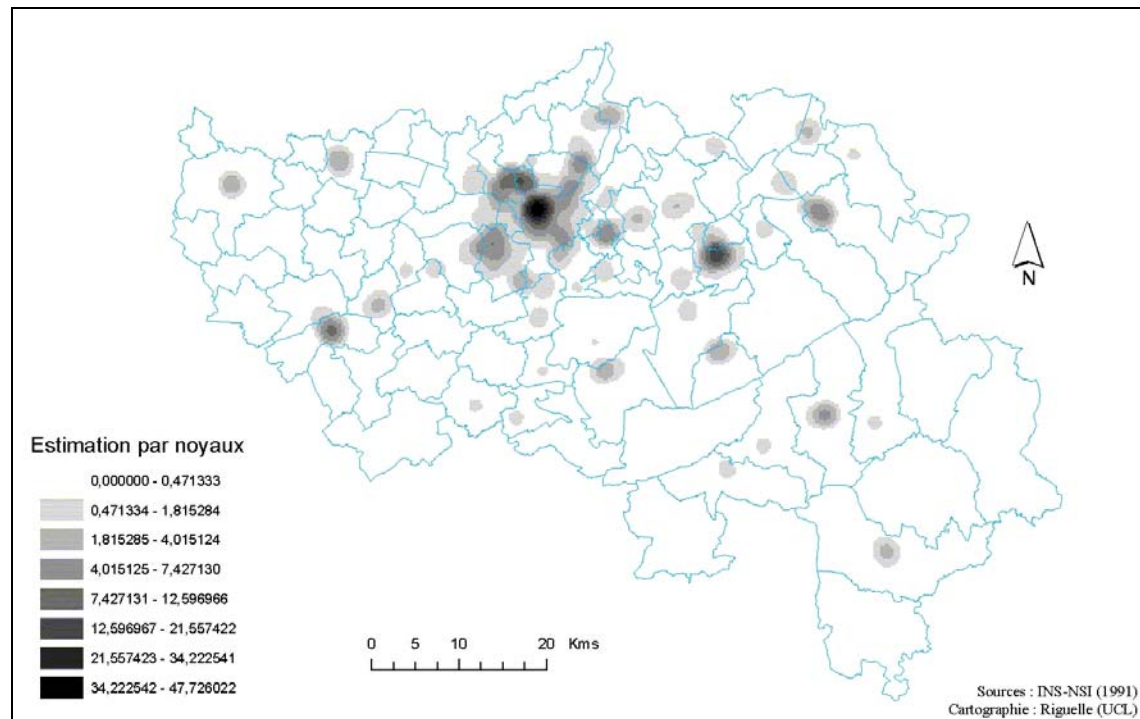 N
Estimation par noyaux
0,000000 - 0,471333
0,471334 - 1,815284
1,815285 - 4,015124
4,015125 - 7,427130
7,427131 - 12,596966
12,596967 - 21,557422
21,557423 - 34,222541
34,222542 - 47,726022
0 5 10 20 Kms
Sources : INS-NSI (1991)
Cartographie : Riguelle (UCL)